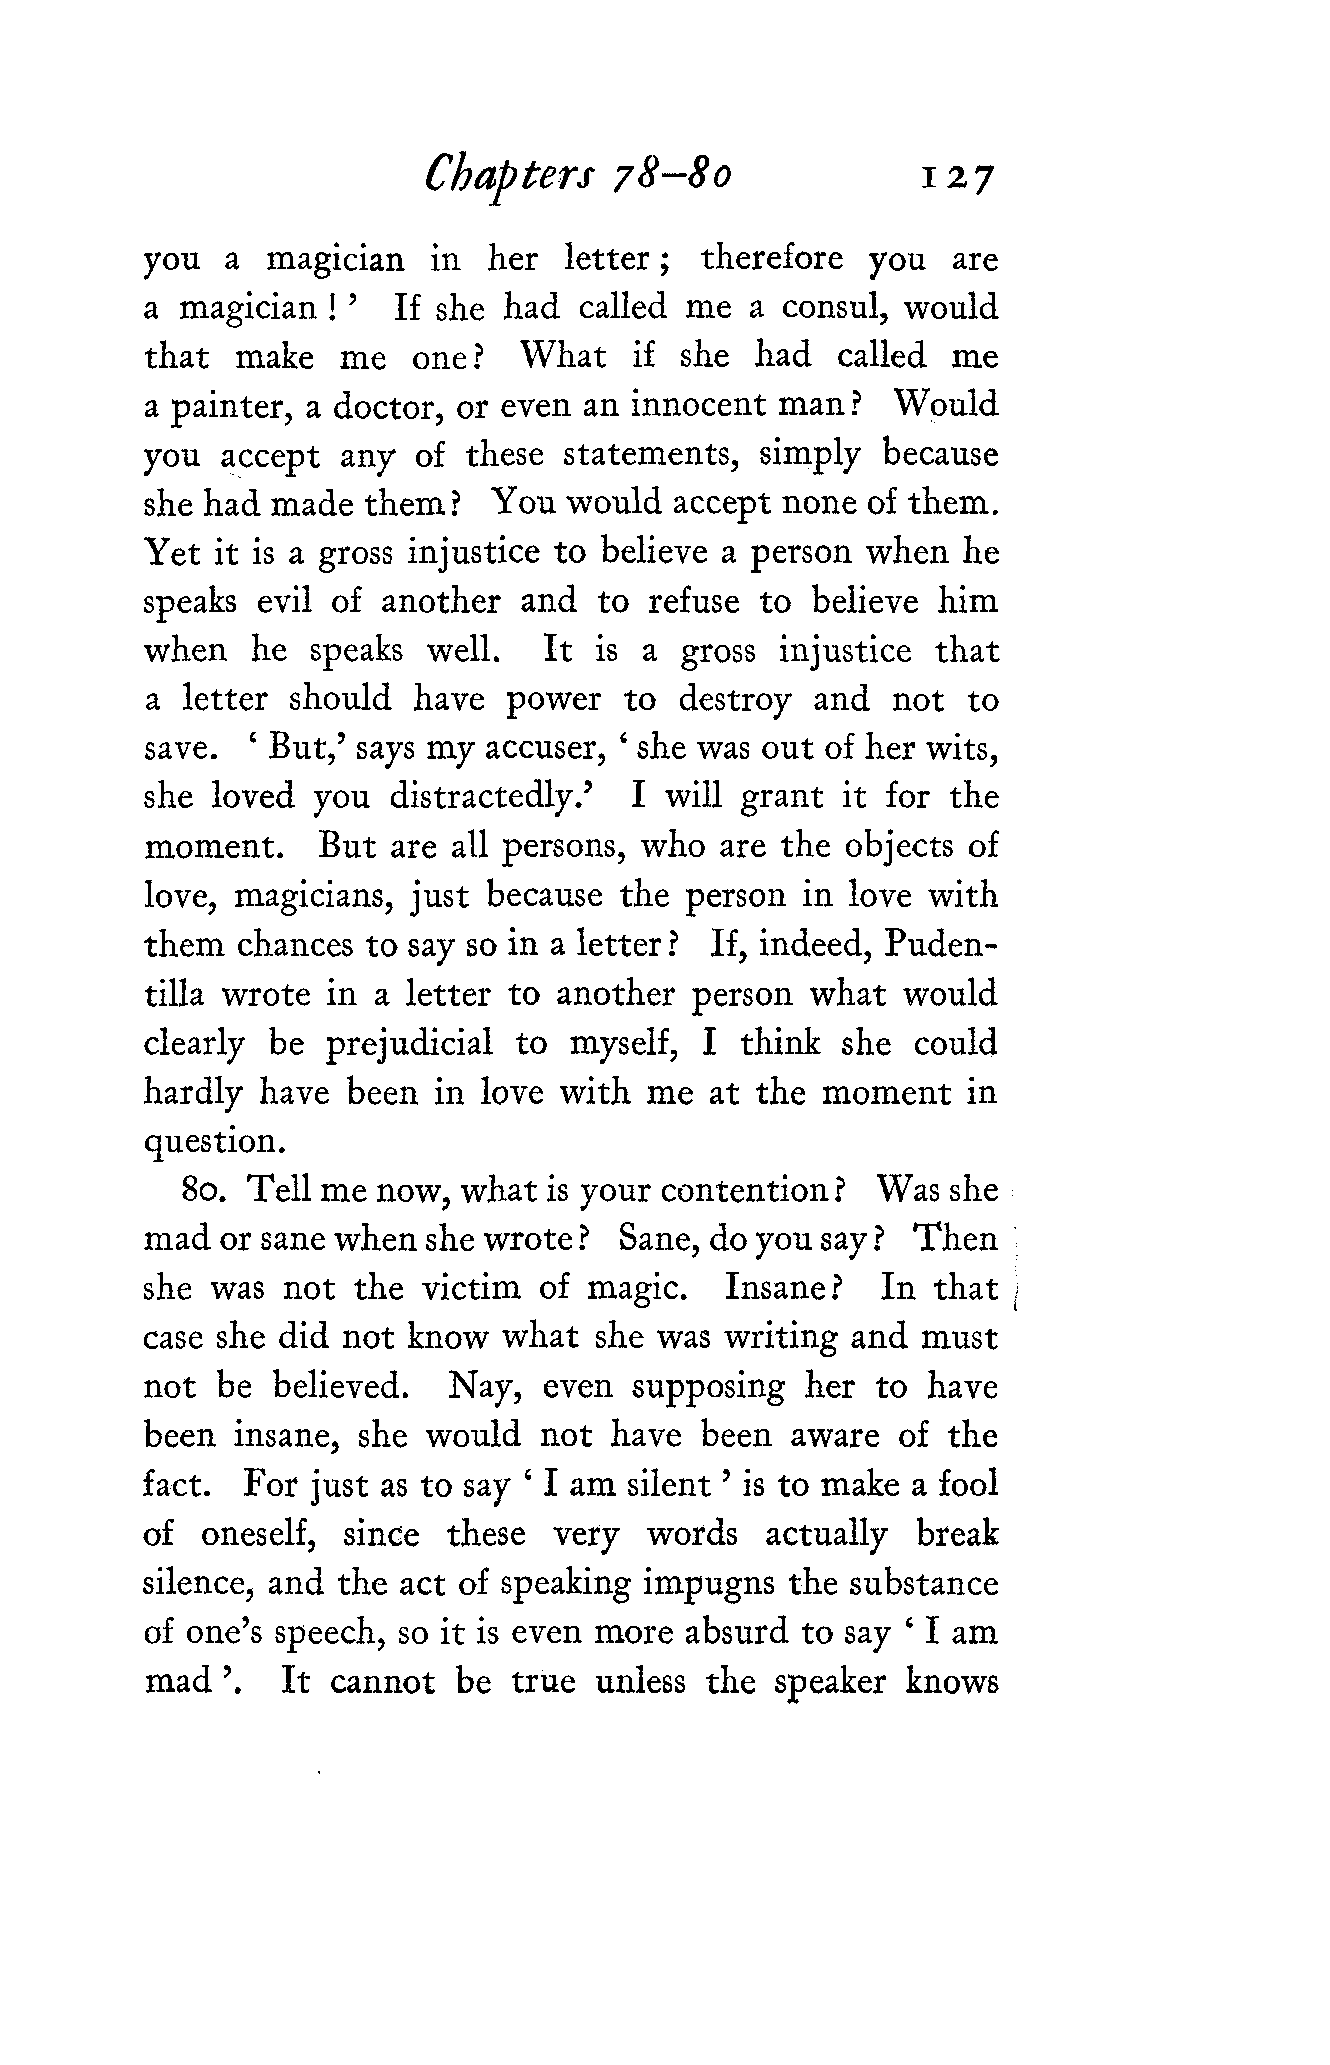 Chapters 78–80 127
you a magician in her letter ; therefore you are
a magician ! ’ If she had called me a consul, would
that make me one? What if she had called me
a painter, a doctor, or even an innocent man? Would
you accept any of these statements, simply because
she had made them? You would accept none of them.
Yet it is a gross injustice to believe a person when he
speaks evil of another and to refuse to believe him
when he speaks well. It is a gross injustice that
a letter should have power to destroy and not to
save. ‘ But,’ says my accuser, ‘ she was out of her wits,
she loved you distractedly.’ I will grant it for the
moment. But are all persons, who are the objects of
love, magicians, just because the person in love with
them chances to say so in a letter? If, indeed, Puden-
tilla wrote in a letter to another person what would
clearly be prejudicial to myself, I think she could
hardly have been in love with me at the moment in
question.
80. Tell me now, what is your contention? Was she
mad or sane when she wrote? Sane, do you say? Then
she was not the victim of magic. Insane? In that
case she did not know what she was writing and must
not be believed. Nay, even supposing her to have
been insane, she would not have been aware of the
fact. For just as to say ‘ I am silent ’ is to make a fool
of oneself, since these very words actually break
silence, and the act of speaking impugns the substance
of one’s speech, so it is even more absurd to say ‘ I am
mad ’. It cannot be true unless the speaker knows